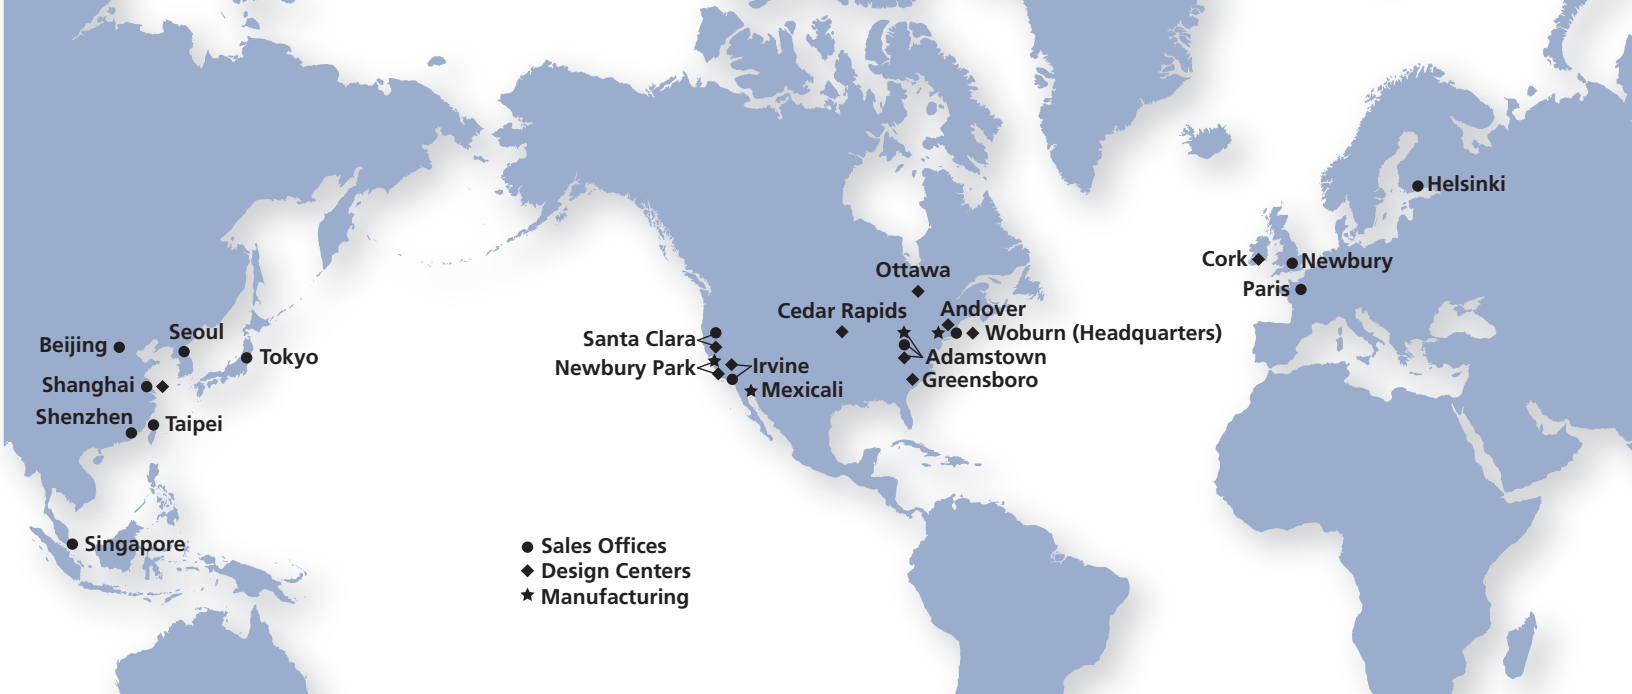 Helsinki
Cork
Newbury
Paris
Ottawa
Cedar Rapids
Andover
Woburn (Headquarters)
Adamstown
Greensboro
Santa Clara
Newbury Park
Irvine
Mexicali
Beijing
Seoul
Tokyo
Shanghai
Shenzhen
Taipei
Singapore
Sales Offices
Design Centers
Manufacturing